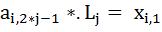 a_{i,2*j−1} *. L_j = x_{i,1}